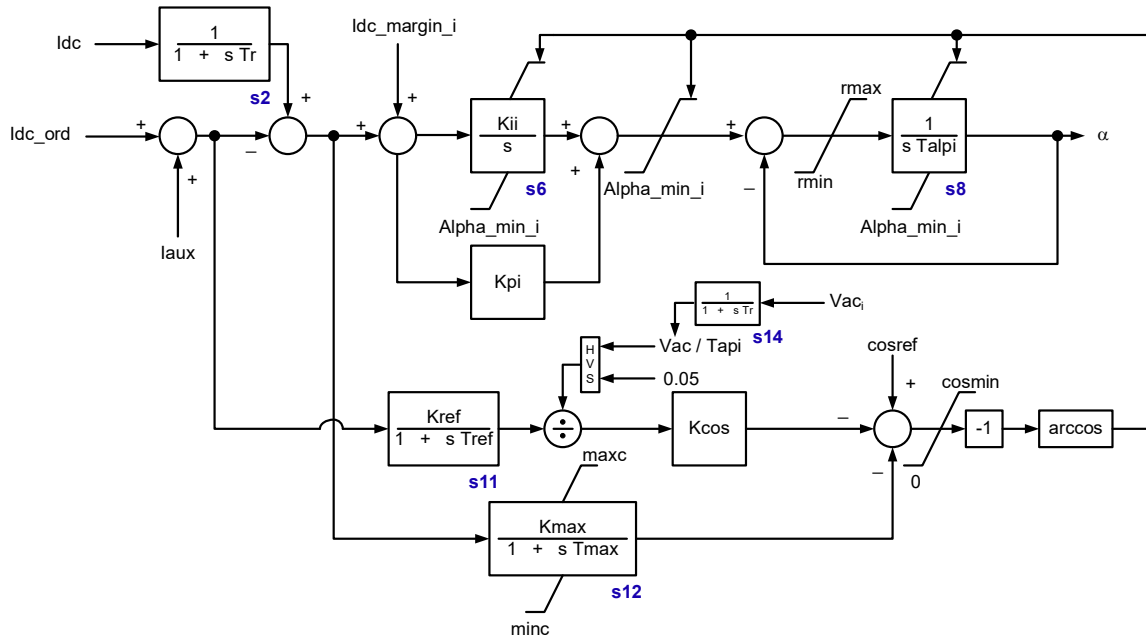 Idc
1
1 + s Tr
s2
Idc_margin_i
+
+
Idc_ord
+
–
+
Iaux
+
Kii
s
s6
Alpha_min_i
+
+
Kpi
Alpha_min_i
+
–
rmax
rmin
1
s Talpi
s8
Alpha_min_i
α
1
1 + s Tr
s14
Vaci
Vac / Tapi
H
V
S
0.05
Kref
1 + s Tref
s11
÷
Kcos
cosref
+
–
–
cosmin
0
-1
arccos
maxc
Kmax
1 + s Tmax
s12
minc